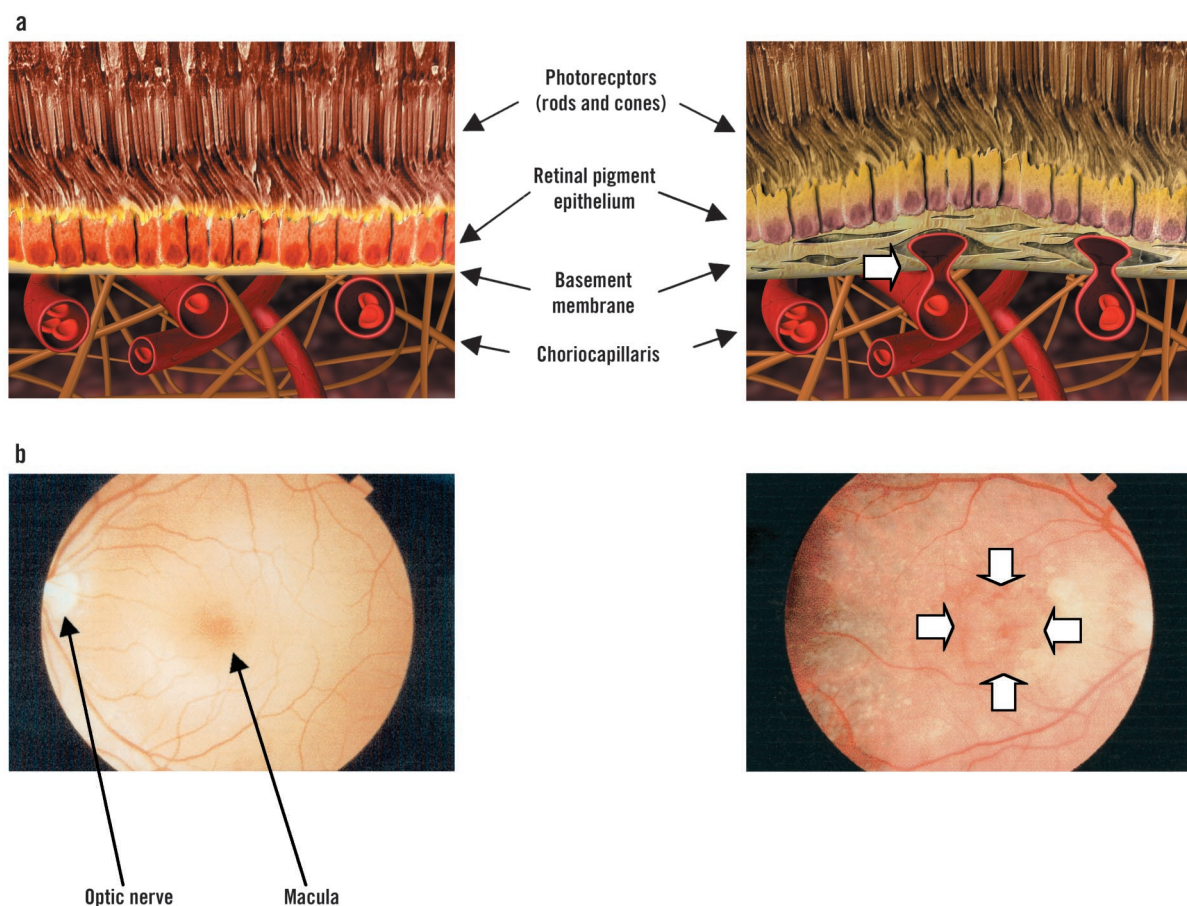 a
Photorecptors
(rods and cones)
Retinal pigment
epithelium
Basement
membrane
Choriocapillaris
b
Optic nerve
Macula